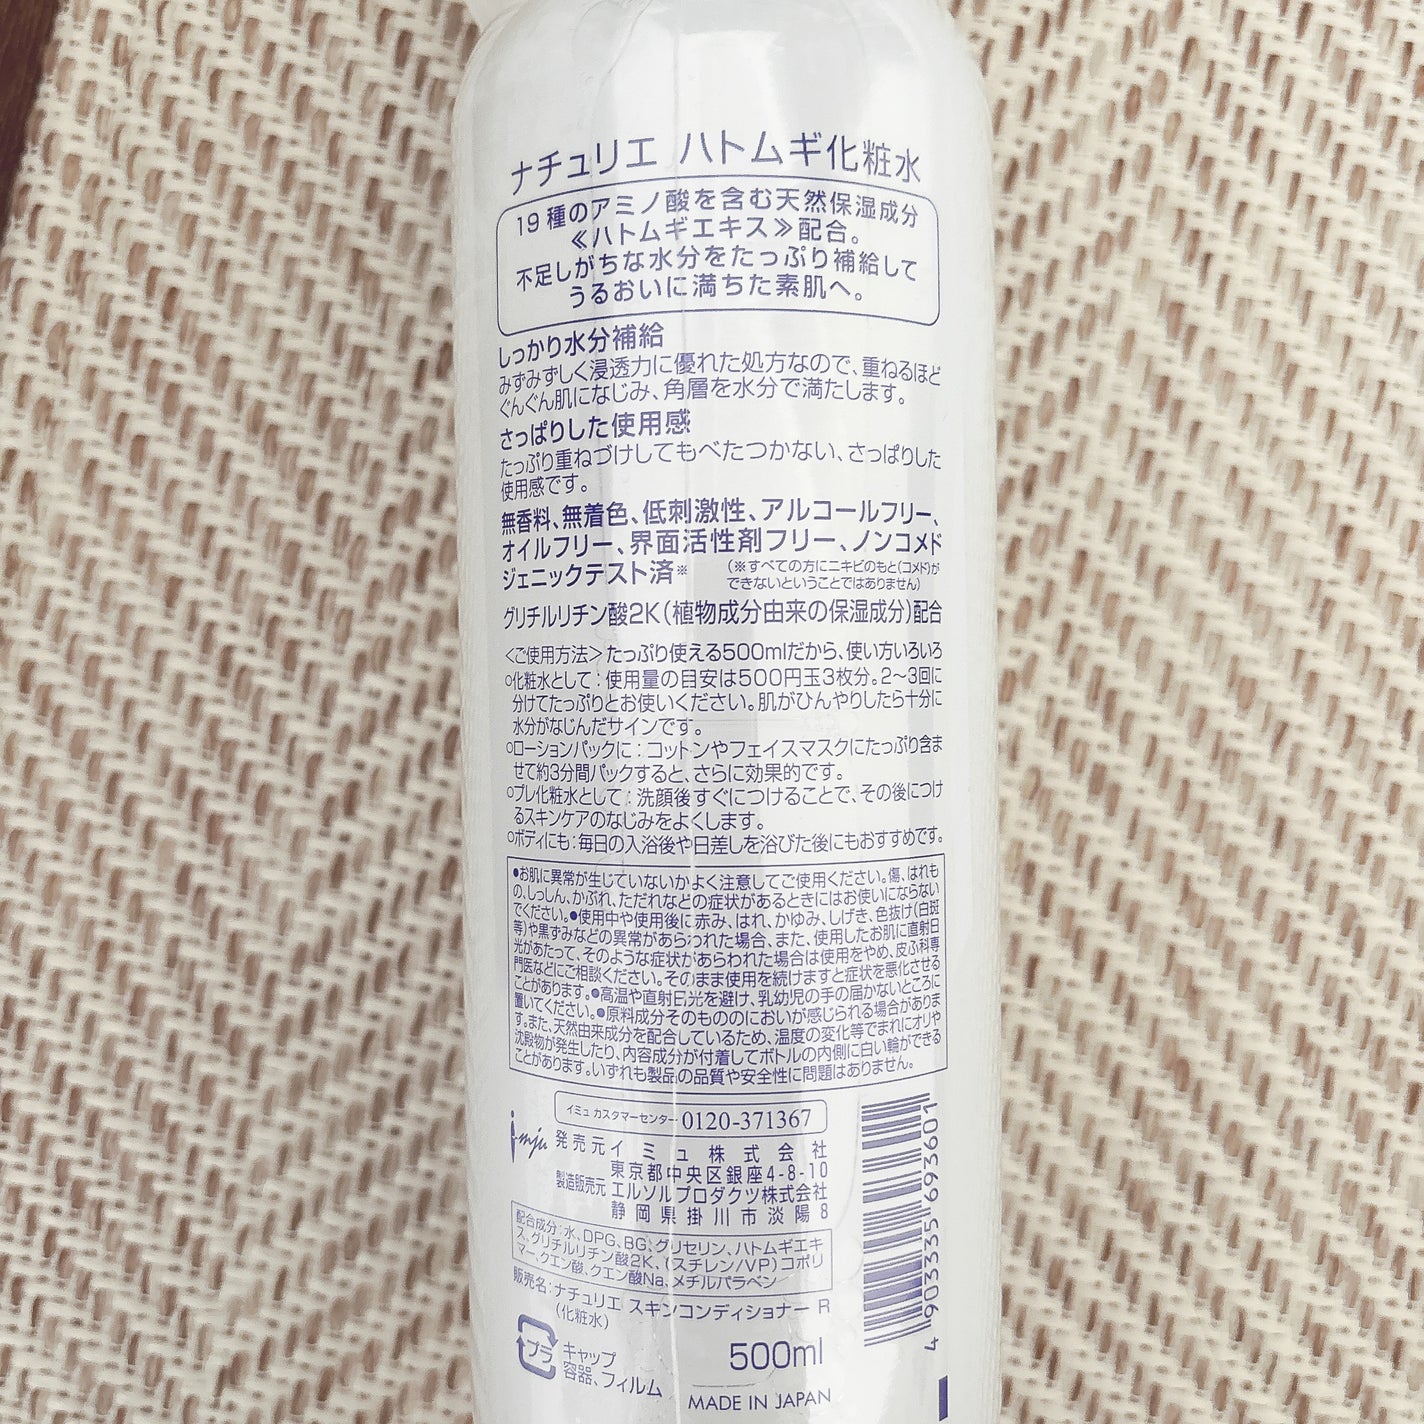 ナチュリエ ハトムギ化粧水
19種のアミノ酸を含む天然保湿成分
≪ハトムギエキス≫配合。
不足しがちな水分をたっぷり補給して
うるおいに満ちた素肌へ。
しっかり水分補給
みずみずしく浸透力に優れた処方なので、重ねるほど
ぐんぐん肌になじみ、角層を水分で満たします。
さっぱりした使用感
たっぷり重ねづけしてもべたつかない、さっぱりした
使用感です。
無香料、無着色、低刺激性、アルコールフリー、
オイルフリー、界面活性剤フリー、ノンコメド
ジェニックテスト済※ (※すべての方にニキビのもと(コメド)が
できないということではありません)
グリチルリチン酸2K(植物成分由来の保湿成分)配合
<ご使用方法>たっぷり使える500mlだから、使い方いろいろ
○化粧水として:使用量の目安は500円玉3枚分。2〜3回に
分けてたっぷりとお使いください。肌がひんやりしたら十分に
水分がなじんだサインです。
○ローションパックに:コットンやフェイスマスクにたっぷり含ま
せて約3分間パックすると、さらに効果的です。
○プレ化粧水として:洗顔後すぐにつけることで、その後につけ
るスキンケアのなじみをよくします。
○ボディにも:毎日の入浴後や日差しを浴びた後にもおすすめです。
●お肌に異常が生じていないかよく注意してご使用ください。傷、はれも
の、しっしん、かぶれ、ただれなどの症状があるときにはお使いにならない
でください。●使用中や使用後に赤み、はれ、かゆみ、しげき、色抜け(白斑
等)や黒ずみなどの異常があらわれた場合、また、使用したお肌に直射日
光があたって、そのような症状があらわれた場合は使用をやめ、皮ふ科専
門医などにご相談ください。そのまま使用を続けますと症状を悪化させる
ことがあります。●高温や直射日光を避け、乳幼児の手の届かないところに
置いてください。●原料成分そのもののにおいが感じられる場合がありま
す。また、天然由来成分を配合しているため、温度の変化等でまれにオリや
沈殿物が発生したり、内容成分が付着してボトルの内側に白い輪ができる
ことがあります。いずれも製品の品質や安全性に問題はありません。
イミュ カスタマーセンター 0120-371367
i-mju 発売元 イミュ株式会社
東京都中央区銀座4-8-10
製造販売元 エルソルプロダクツ株式会社
静岡県掛川市淡陽8
配合成分:水、DPG、BG、グリセリン、ハトムギエキ
ス、グリチルリチン酸2K、(スチレン/VP)コポリ
マー、クエン酸、クエン酸Na、メチルパラベン
販売名:ナチュリエ スキンコンディショナー R
(化粧水)
プラ キャップ
容器、フィルム
500ml
MADE IN JAPAN
4 903335 693601